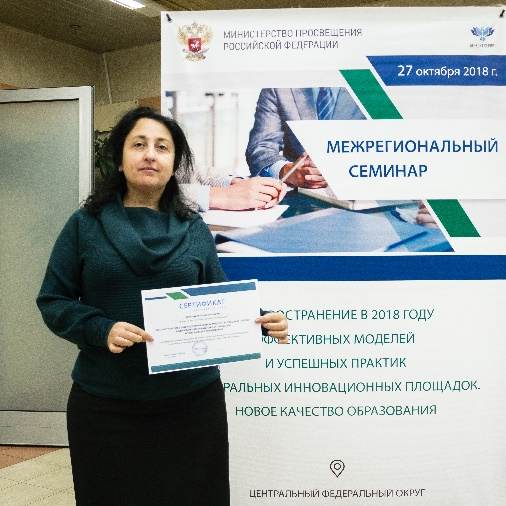 МИНИСТЕРСТВО ПРОСВЕЩЕНИЯ
РОССИЙСКОЙ ФЕДЕРАЦИИ
27 октября 2018 г.
МЕЖРЕГИОНАЛЬНЫЙ
СЕМИНАР
СЕРТИФИКАТ
ОСТРАНЕНИЕ В 2018 ГОДУ
ЭФФЕКТИВНЫХ МОДЕЛЕЙ
И УСПЕШНЫХ ПРАКТИК
РАЛЬНЫХ ИННОВАЦИОННЫХ ПЛОЩАДОК.
НОВОЕ КАЧЕСТВО ОБРАЗОВАНИЯ
ЦЕНТРАЛЬНЫЙ ФЕДЕРАЛЬНЫЙ ОКРУГ